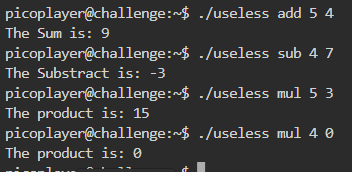 picoplayer@challenge:~$ ./useless add 5 4
The Sum is: 9
picoplayer@challenge:~$ ./useless sub 4 7
The Substract is: -3
picoplayer@challenge:~$ ./useless mul 5 3
The product is: 15
picoplayer@challenge:~$ ./useless mul 4 0
The product is: 0